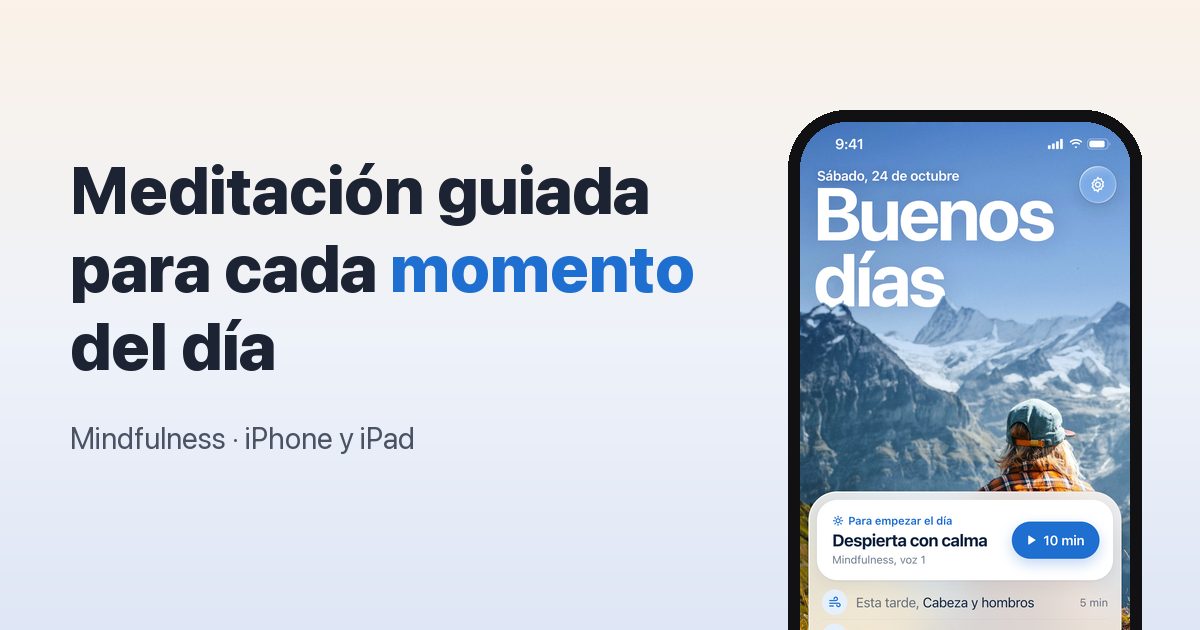 Meditación guiada
para cada momento
del día
Mindfulness · iPhone y iPad
9:41
Sábado, 24 de octubre
Buenos
días
Para empezar el día
Despierta con calma
Mindfulness, voz 1
10 min
Esta tarde, Cabeza y hombros
5 min